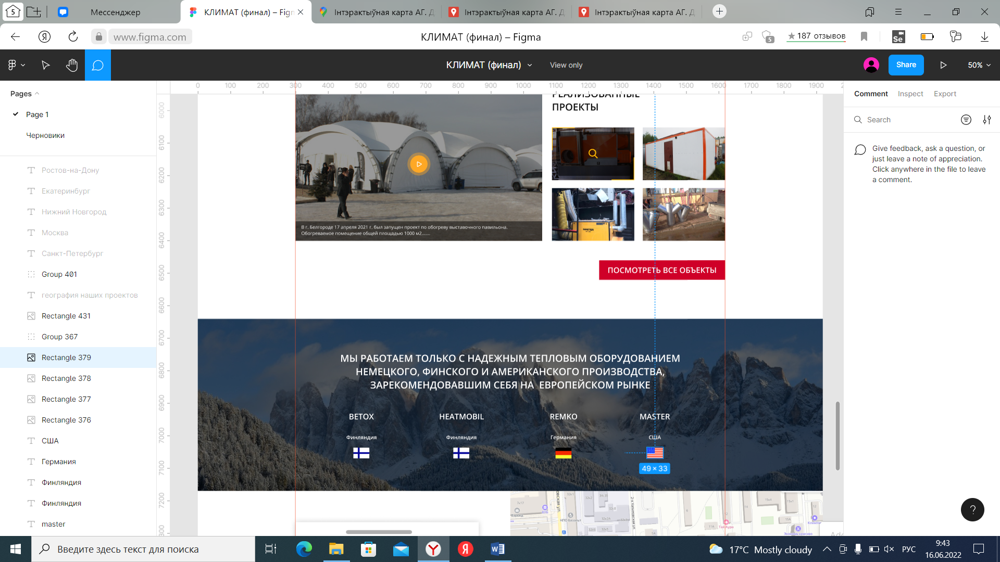 5
Мессенджер
КЛИМАТ (финал) – Figm
Інтэрактыўная карта АГ. Д
Інтэрактыўная карта АГ. Д
Інтэрактыўная карта АГ. Д
www.figma.com
КЛИМАТ (финал) – Figma
5
★187 отзывов
Se
КЛИМАТ (финал)
View only
Share
50%
Pages
Page 1
Черновики
Ростов-на-Дону
Екатеринбург
Нижний Новгород
Москва
Санкт-Петербург
Group 401
география наших проектов
Rectangle 431
Group 367
Rectangle 379
Rectangle 378
Rectangle 377
Rectangle 376
США
Германия
Финляндия
Финляндия
master
0 100 200 300 400 500 600 700 800 900 1000 1100 1200 1300 1400 1500 1600 1700 1800 1900
6000
6100
6200
6300
6400
6500
6600
6700
6800
6900
7000
7100
7200
РЕАЛИЗОВАННЫЕ
ПРОЕКТЫ
В г. Белгороде 17 апреля 2021 г. был запущен проект по обогреву выставочного павильона.
Обогреваемое помещение общей площадью 1000 м2.......
MASTER
ПОСМОТРЕТЬ ВСЕ ОБЪЕКТЫ
МЫ РАБОТАЕМ ТОЛЬКО С НАДЕЖНЫМ ТЕПЛОВЫМ ОБОРУДОВАНИЕМ
НЕМЕЦКОГО, ФИНСКОГО И АМЕРИКАНСКОГО ПРОИЗВОДСТВА,
ЗАРЕКОМЕНДОВАВШИМ СЕБЯ НА ЕВРОПЕЙСКОМ РЫНКЕ
BETOX HEATMOBIL REMKO MASTER
Финляндия Финляндия Германия США
49 × 33
НПО Базальт
Тай Аура
Comment Inspect Export
Search
Give feedback, ask a question, or
just leave a note of appreciation.
Click anywhere in the file to leave
a comment.
?
Введите здесь текст для поиска
17°C Mostly cloudy
РУС
9:43
16.06.2022